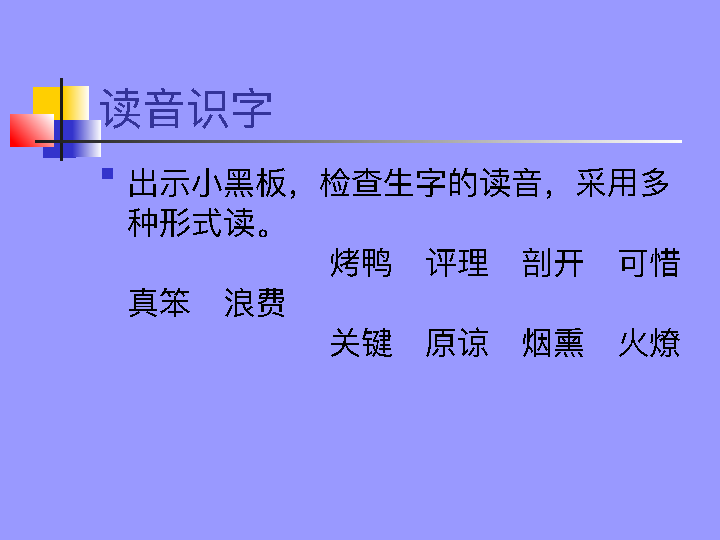 读音识字
出示小黑板，检查生字的读音，采用多
种形式读。
烤鸭 评理 剖开 可惜
真笨 浪费
关键 原谅 烟熏 火燎